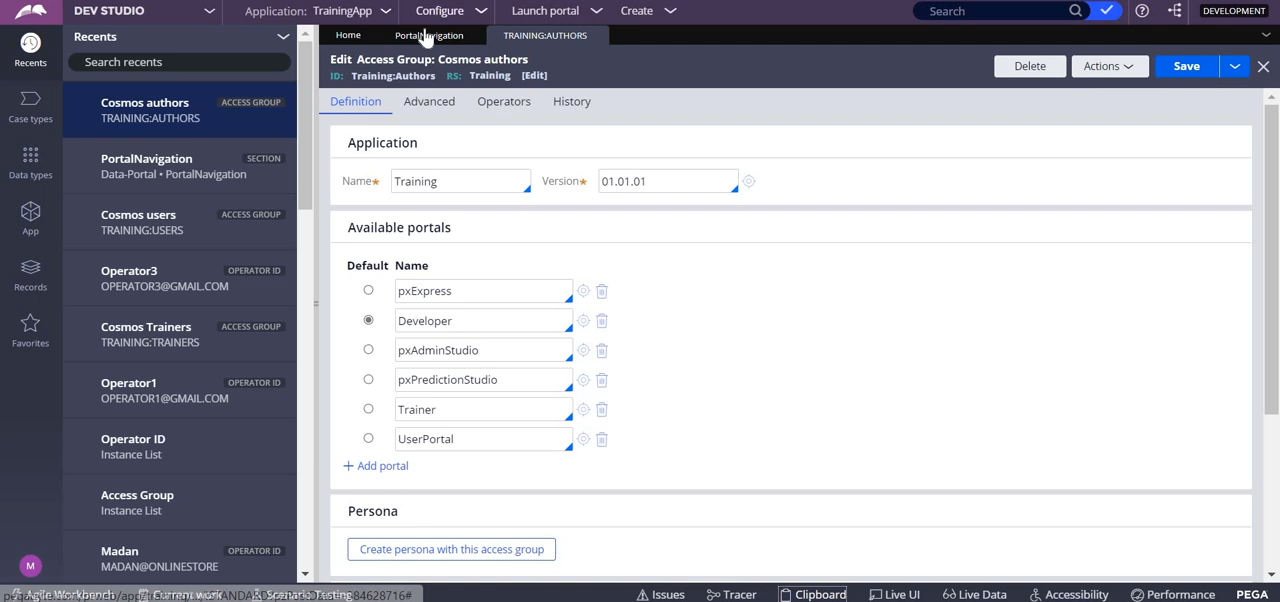 DEV STUDIO Application: TrainingApp Configure Launch portal Create Search DEVELOPMENT
Recents
Search recents
Recents
Case types
Data types
App
Records
Favorites
M
Cosmos authors ACCESS GROUP
TRAINING:AUTHORS
PortalNavigation SECTION
Data-Portal • PortalNavigation
Cosmos users ACCESS GROUP
TRAINING:USERS
Operator3 OPERATOR ID
OPERATOR3@GMAIL.COM
Cosmos Trainers ACCESS GROUP
TRAINING:TRAINERS
Operator1 OPERATOR ID
OPERATOR1@GMAIL.COM
Operator ID
Instance List
Access Group
Instance List
Madan OPERATOR ID
MADAN@ONLINESTORE
Home PortalNavigation TRAINING:AUTHORS
Edit Access Group: Cosmos authors
ID: Training:Authors RS: Training [Edit]
Delete Actions Save
Definition Advanced Operators History
Application
Name★ Training Version★ 01.01.01
Available portals
Default Name
pxExpress
Developer
pxAdminStudio
pxPredictionStudio
Trainer
UserPortal
+ Add portal
Persona
Create persona with this access group
Issues Tracer Clipboard Live UI Live Data Accessibility Performance PEGA